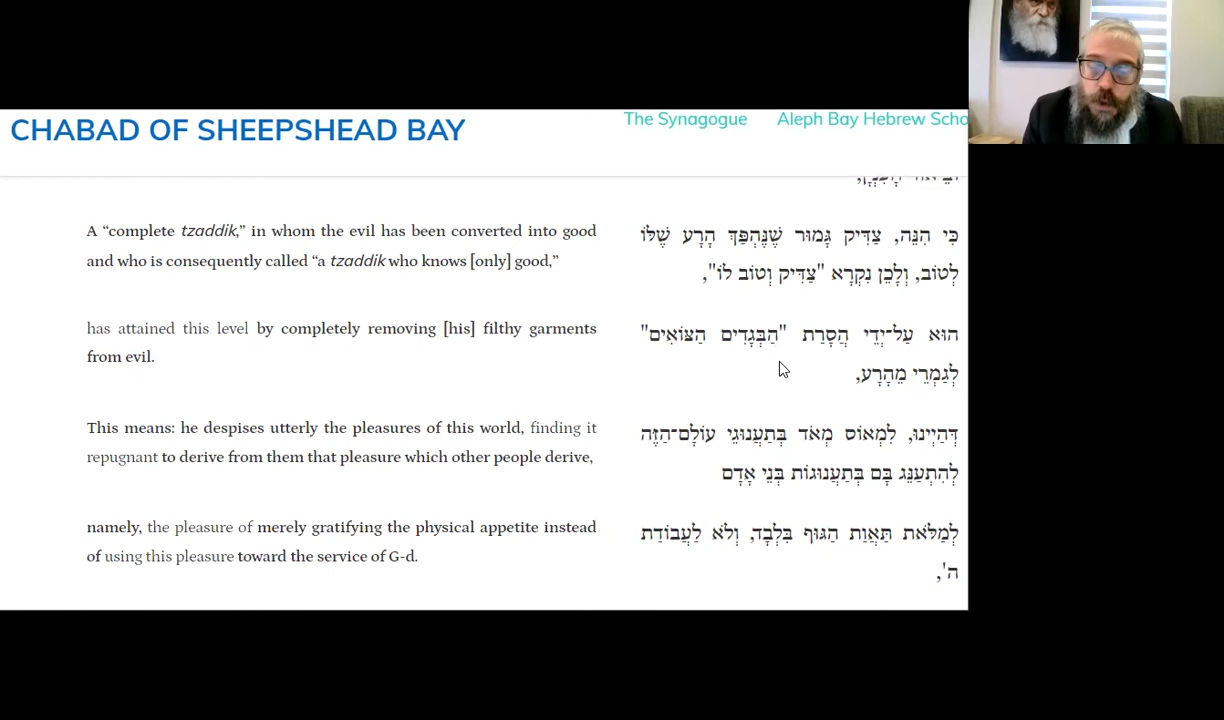 CHABAD OF SHEEPSHEAD BAY
The Synagogue
Aleph Bay Hebrew Scho
A “complete tzaddik,” in whom the evil has been converted into good
and who is consequently called “a tzaddik who knows [only] good,”
כִּי הִנֵּה, צַדִּיק גָּמוּר שֶׁנֶּהְפַּךְ הָרָע שֶׁלּוֹ
לְטוֹב, וְלָכֵן נִקְרָא "צַדִּיק וְטוֹב לוֹ",
has attained this level by completely removing [his] filthy garments
from evil.
הוּא עַל־יְדֵי הֲסָרַת "הַבְּגָדִים הַצּוֹאִים"
לְגַמְרֵי מֵהָרָע,
This means: he despises utterly the pleasures of this world, finding it
repugnant to derive from them that pleasure which other people derive,
דְּהַיְינוּ, לִמְאוֹס מְאֹד בְּתַעֲנוּגֵי עוֹלָם־הַזֶּה
לְהִתְעַנֵּג בָּם בְּתַעֲנוּגוֹת בְּנֵי אָדָם
namely, the pleasure of merely gratifying the physical appetite instead
of using this pleasure toward the service of G-d.
לְמַלֹּאת תַּאֲוַת הַגּוּף בִּלְבָד, וְלֹא לַעֲבוֹדַת
ה',